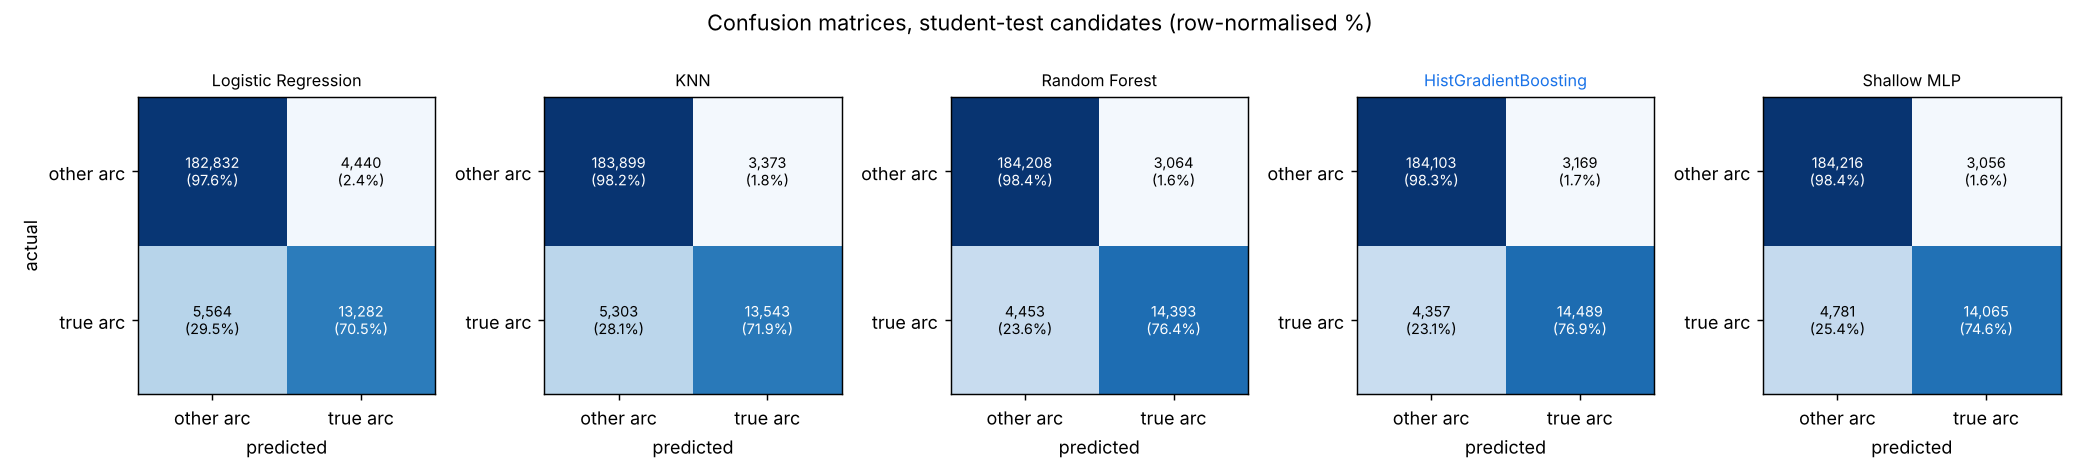 Confusion matrices, student-test candidates (row-normalised %)
Logistic Regression
actual
other arc
182,832
(97.6%)
4,440
(2.4%)
true arc
5,564
(29.5%)
13,282
(70.5%)
other arc
true arc
predicted
KNN
other arc
183,899
(98.2%)
3,373
(1.8%)
true arc
5,303
(28.1%)
13,543
(71.9%)
other arc
true arc
predicted
Random Forest
other arc
184,208
(98.4%)
3,064
(1.6%)
true arc
4,453
(23.6%)
14,393
(76.4%)
other arc
true arc
predicted
HistGradientBoosting
other arc
184,103
(98.3%)
3,169
(1.7%)
true arc
4,357
(23.1%)
14,489
(76.9%)
other arc
true arc
predicted
Shallow MLP
other arc
184,216
(98.4%)
3,056
(1.6%)
true arc
4,781
(25.4%)
14,065
(74.6%)
other arc
true arc
predicted